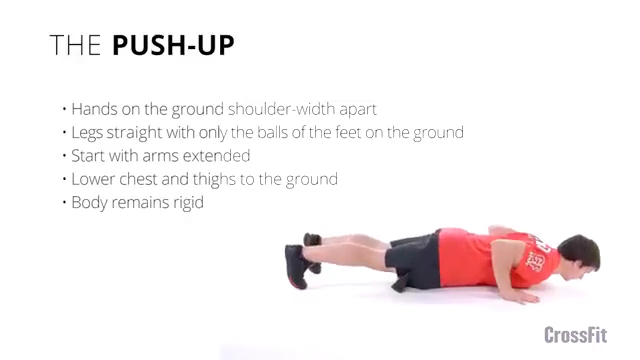 THE PUSH-UP
• Hands on the ground shoulder-width apart
• Legs straight with only the balls of the feet on the ground
• Start with arms extended
• Lower chest and thighs to the ground
• Body remains rigid
CrossFit